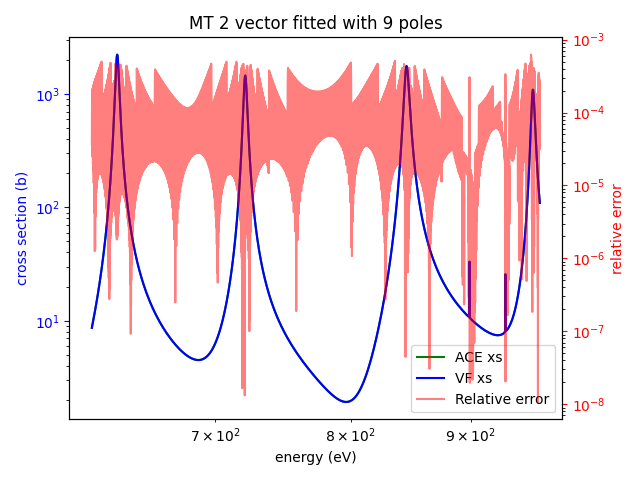 MT 2 vector fitted with 9 poles
cross section (b)
10³
10²
10¹
10⁻³
10⁻⁴
10⁻⁵
10⁻⁶
10⁻⁷
10⁻⁸
relative error
ACE xs
VF xs
Relative error
7 × 10² 8 × 10² 9 × 10²
energy (eV)